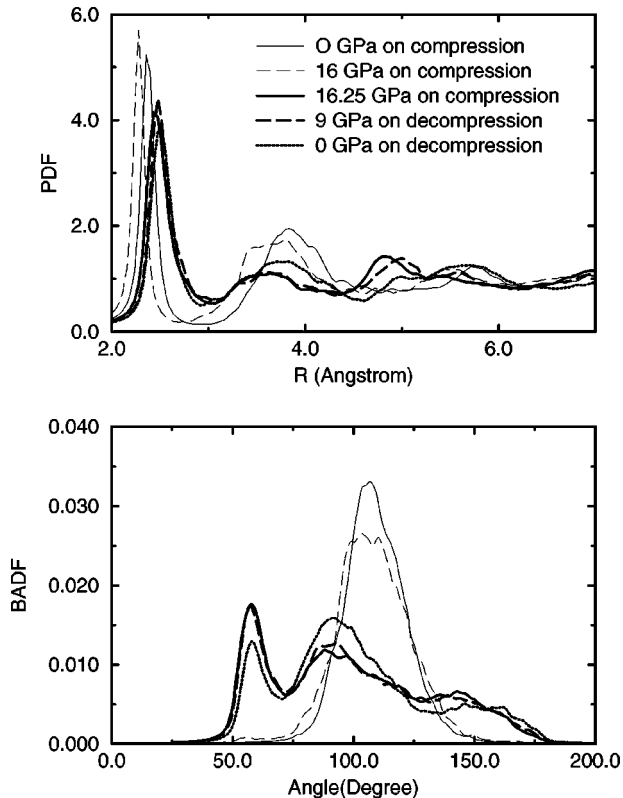 O GPa on compression
16 GPa on compression
16.25 GPa on compression
9 GPa on decompression
0 GPa on decompression
PDF
6.0
4.0
2.0
0.0
2.0 4.0 6.0
R (Angstrom)
BADF
0.040
0.030
0.020
0.010
0.000
0.0 50.0 100.0 150.0 200.0
Angle(Degree)